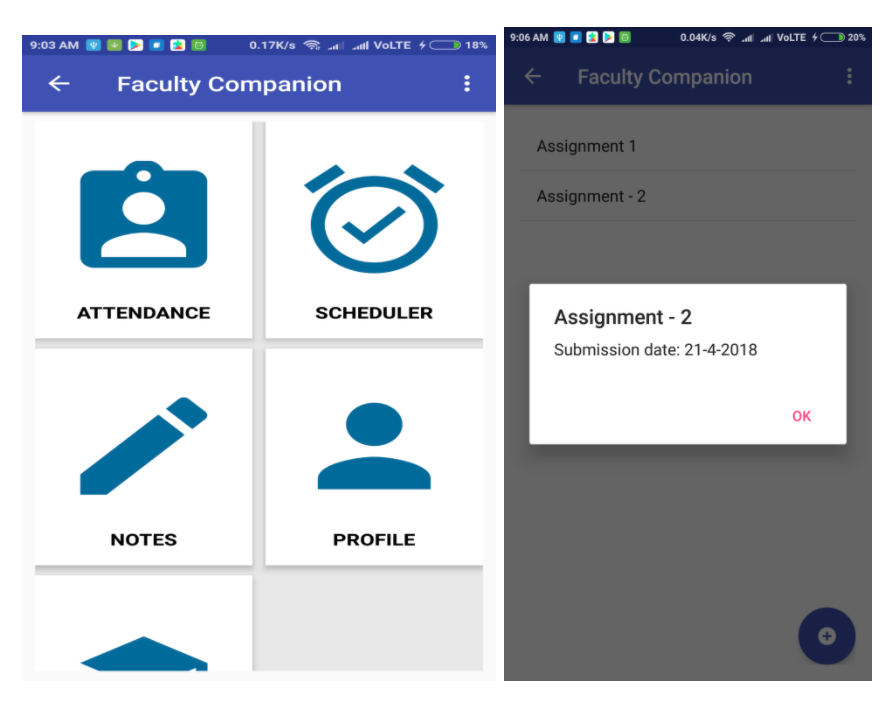 9:03 AM
0.17K/s
VoLTE
18%
Faculty Companion
ATTENDANCE
SCHEDULER
NOTES
PROFILE
9:06 AM
0.04K/s
VoLTE
20%
Faculty Companion
Assignment 1
Assignment - 2
Assignment - 2
Submission date: 21-4-2018
OK